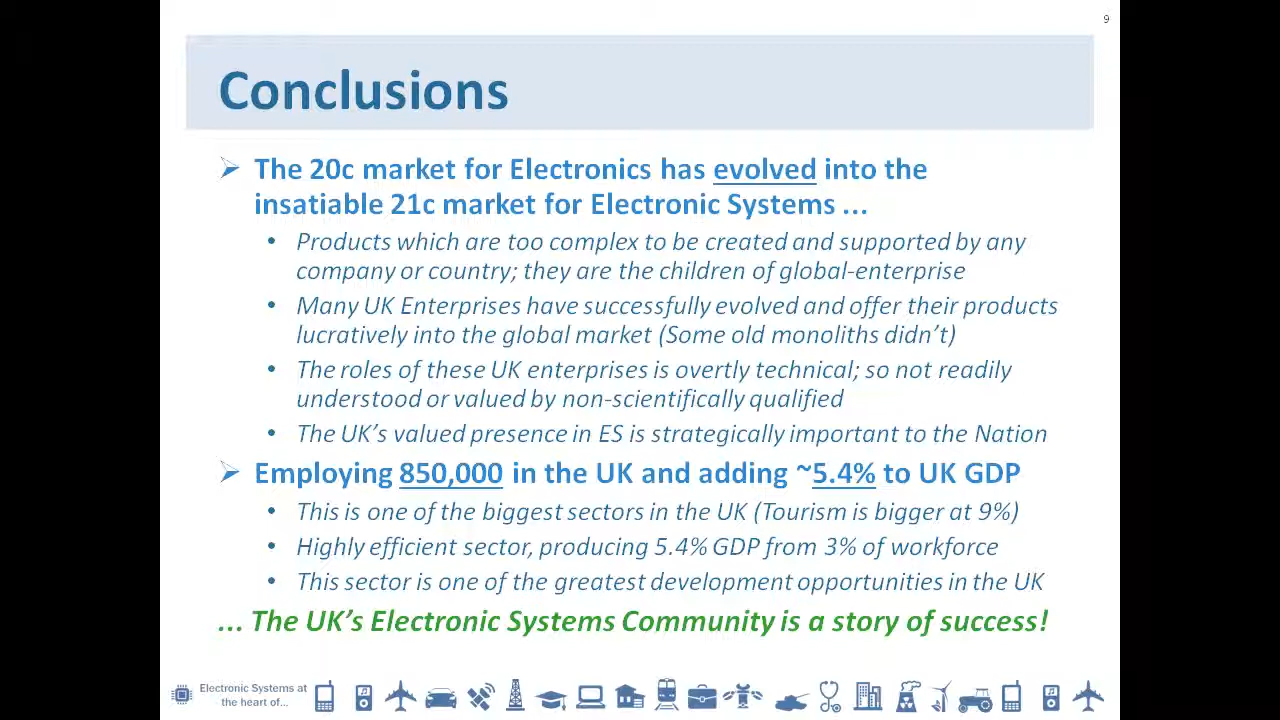 9
Conclusions
➢ The 20c market for Electronics has evolved into the
insatiable 21c market for Electronic Systems ...
• Products which are too complex to be created and supported by any
company or country; they are the children of global-enterprise
• Many UK Enterprises have successfully evolved and offer their products
lucratively into the global market (Some old monoliths didn't)
• The roles of these UK enterprises is overtly technical; so not readily
understood or valued by non-scientifically qualified
• The UK's valued presence in ES is strategically important to the Nation
➢ Employing 850,000 in the UK and adding ~5.4% to UK GDP
• This is one of the biggest sectors in the UK (Tourism is bigger at 9%)
• Highly efficient sector, producing 5.4% GDP from 3% of workforce
• This sector is one of the greatest development opportunities in the UK
... The UK's Electronic Systems Community is a story of success!
Electronic Systems at
the heart of...